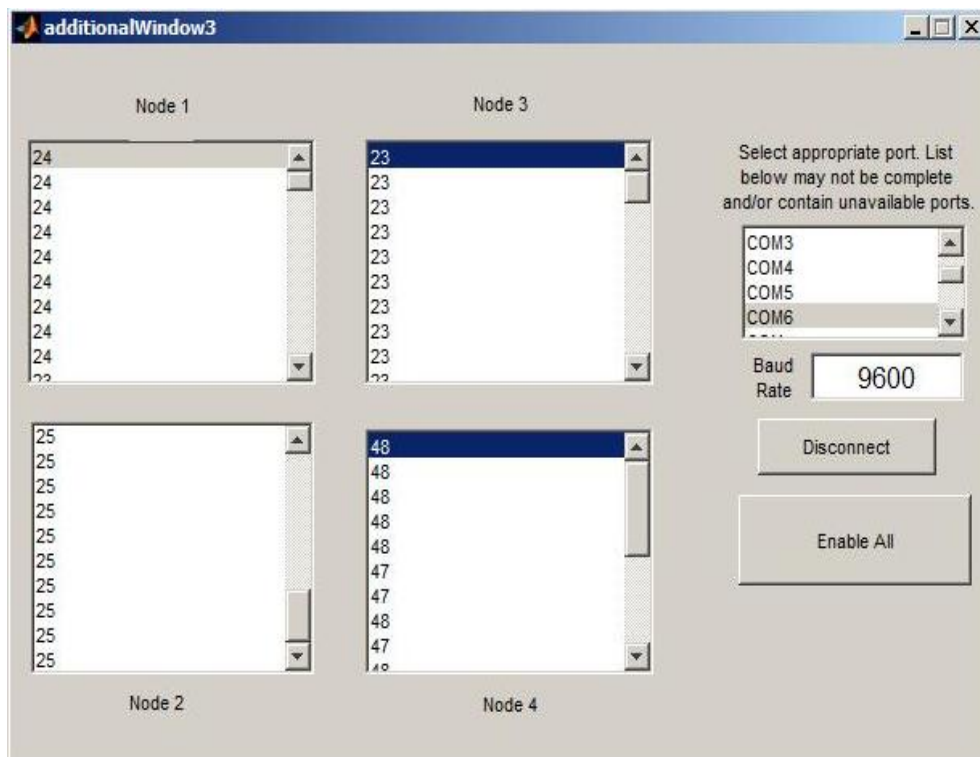 additionalWindow3
Node 1
24
24
24
24
24
24
24
24
24
23
Node 3
23
23
23
23
23
23
23
23
23
22
Select appropriate port. List
below may not be complete
and/or contain unavailable ports.
COM3
COM4
COM5
COM6
Baud
Rate
9600
Disconnect
Enable All
25
25
25
25
25
25
25
25
25
25
Node 2
48
48
48
48
48
47
47
48
47
48
Node 4